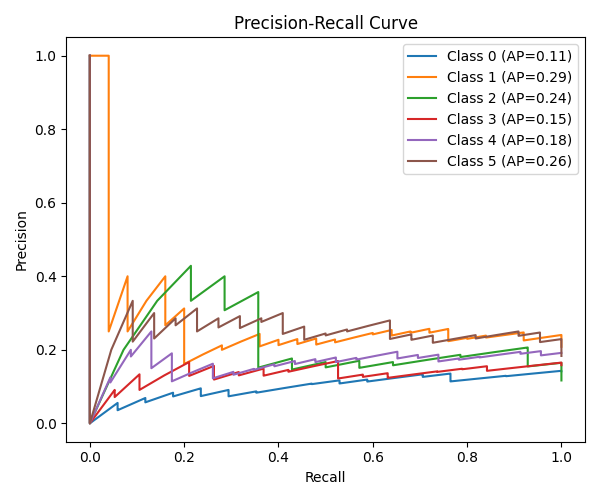 Precision-Recall Curve
Precision
1.0
0.8
0.6
0.4
0.2
0.0
Class 0 (AP=0.11)
Class 1 (AP=0.29)
Class 2 (AP=0.24)
Class 3 (AP=0.15)
Class 4 (AP=0.18)
Class 5 (AP=0.26)
0.0 0.2 0.4 0.6 0.8 1.0
Recall